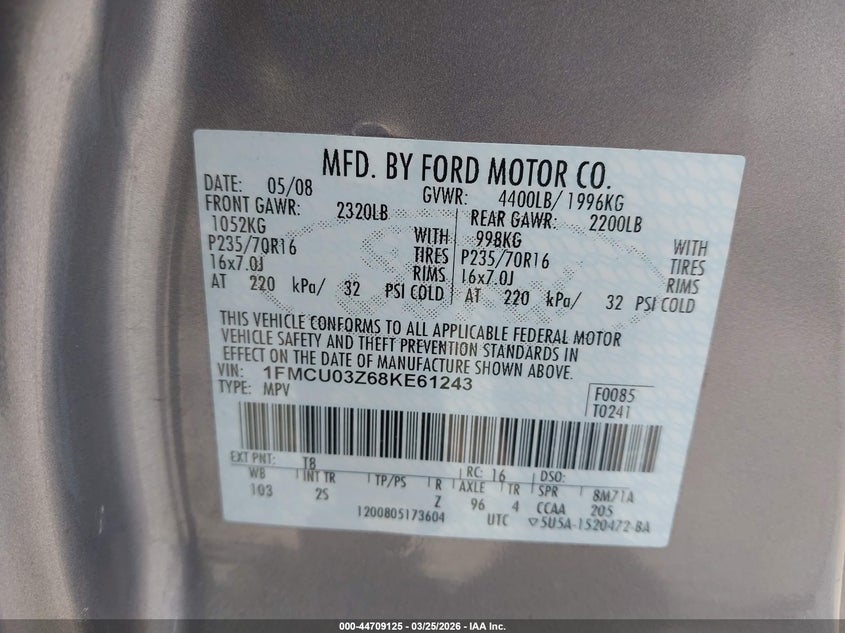 MFD. BY FORD MOTOR CO.
DATE: 05/08 GVWR: 4400LB/ 1996KG
FRONT GAWR: 2320LB REAR GAWR: 2200LB
1052KG WITH 998KG WITH
P235/70R16 TIRES P235/70R16 TIRES
16x7.0J RIMS 16x7.0J RIMS
AT 220 kPa/ 32 PSI COLD AT 220 kPa/ 32 PSI COLD
THIS VEHICLE CONFORMS TO ALL APPLICABLE FEDERAL MOTOR
VEHICLE SAFETY AND THEFT PREVENTION STANDARDS IN
EFFECT ON THE DATE OF MANUFACTURE SHOWN ABOVE.
VIN: 1FMCU03Z68KE61243
TYPE: MPV F0085
T0241
EXT PNT: T8 RC: 16 DSO:
WB INT TR TP/PS R AXLE TR SPR 8M71A
103 25 Z 96 4 CCAA 205
1200805173604 UTC ▽5U5A-1520472-BA
000-44709125 - 03/25/2026 - IAA Inc.